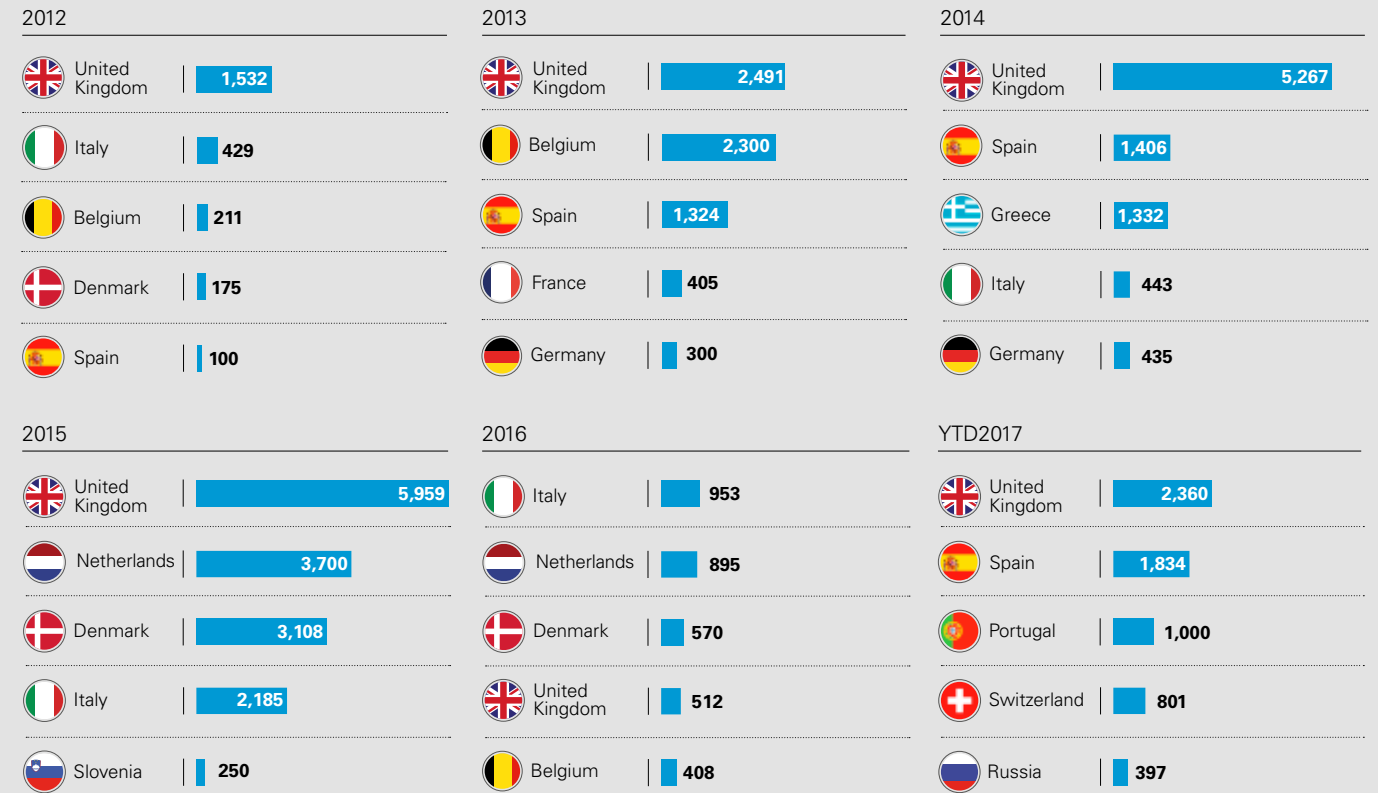 2012
United
Kingdom
1,532
Italy
429
Belgium
211
Denmark
175
Spain
100
2013
United
Kingdom
2,491
Belgium
2,300
Spain
1,324
France
405
Germany
300
2014
United
Kingdom
5,267
Spain
1,406
Greece
1,332
Italy
443
Germany
435
2015
United
Kingdom
5,959
Netherlands
3,700
Denmark
3,108
Italy
2,185
Slovenia
250
2016
Italy
953
Netherlands
895
Denmark
570
United
Kingdom
512
Belgium
408
YTD2017
United
Kingdom
2,360
Spain
1,834
Portugal
1,000
Switzerland
801
Russia
397